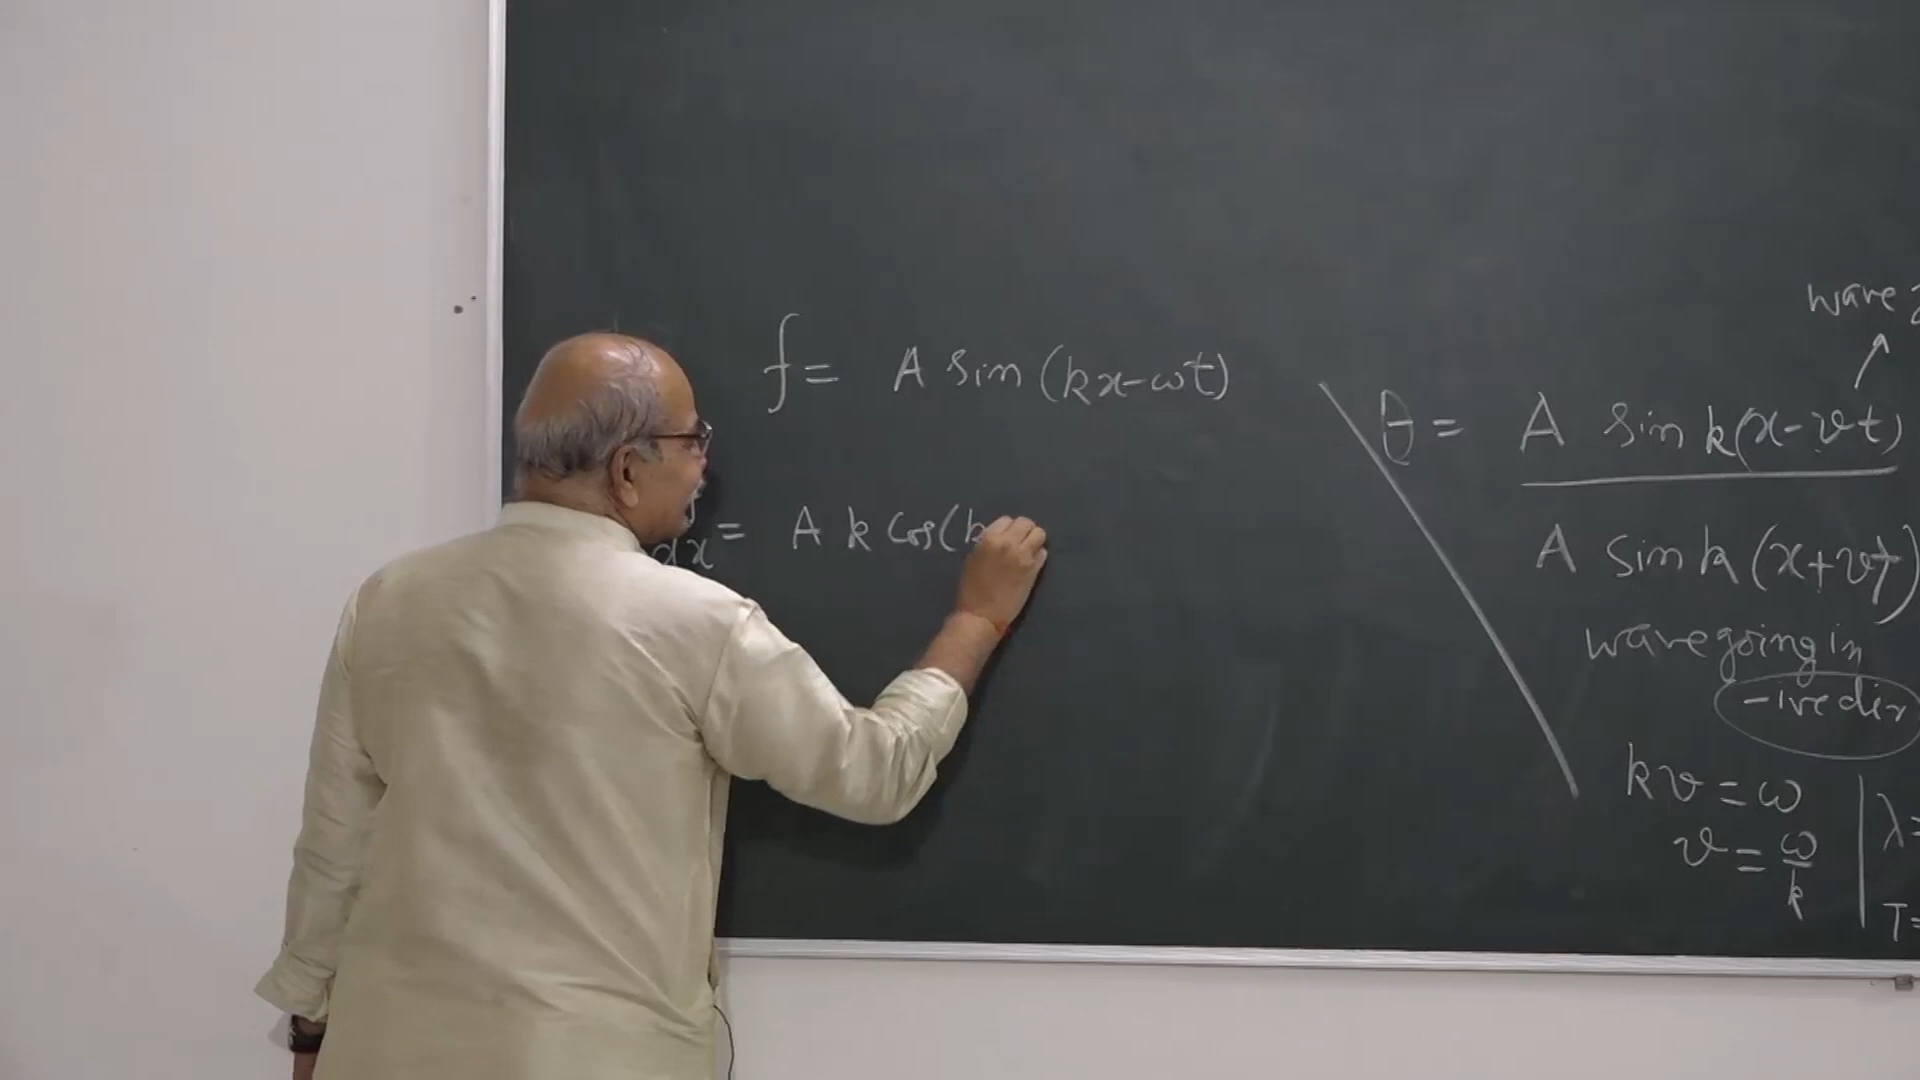 f = A sin (kx-ωt)
dx = A k cos(k
wave
θ = A sin k(x-vt)
A sin k (x+vt)
wave going in
-ive dir
kv = ω
v = ω/k
λ=
T=